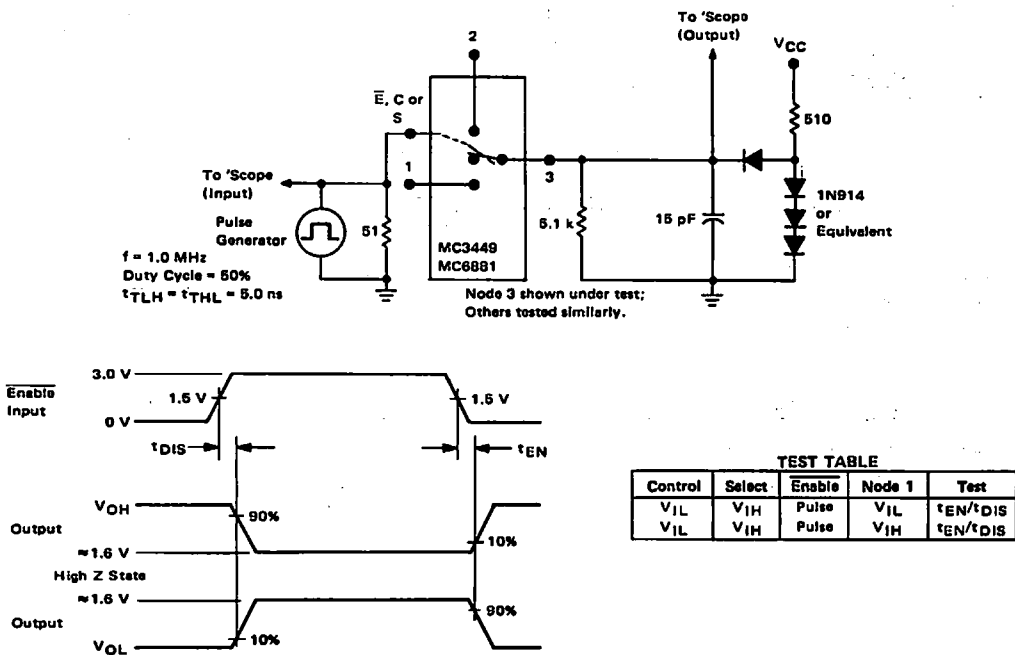 To 'Scope
(Output)
2
VCC
E, C or
S
510
To 'Scope
(Input)
1
3
1N914
or
Equivalent
Pulse
Generator
51
5.1 k
15 pF
MC3449
MC6881
f = 1.0 MHz
Duty Cycle = 50%
tTLH = tTHL = 5.0 ns
Node 3 shown under test;
Others tested similarly.
Enable
Input
3.0 V
1.5 V
1.5 V
0 V
tDIS
tEN
VOH
Output
90%
10%
≈1.6 V
High Z State
≈1.6 V
Output
90%
10%
VOL
TEST TABLE
Control Select Enable Node 1 Test
VIL VIH Pulse VIL tEN/tDIS
VIL VIH Pulse VIH tEN/tDIS